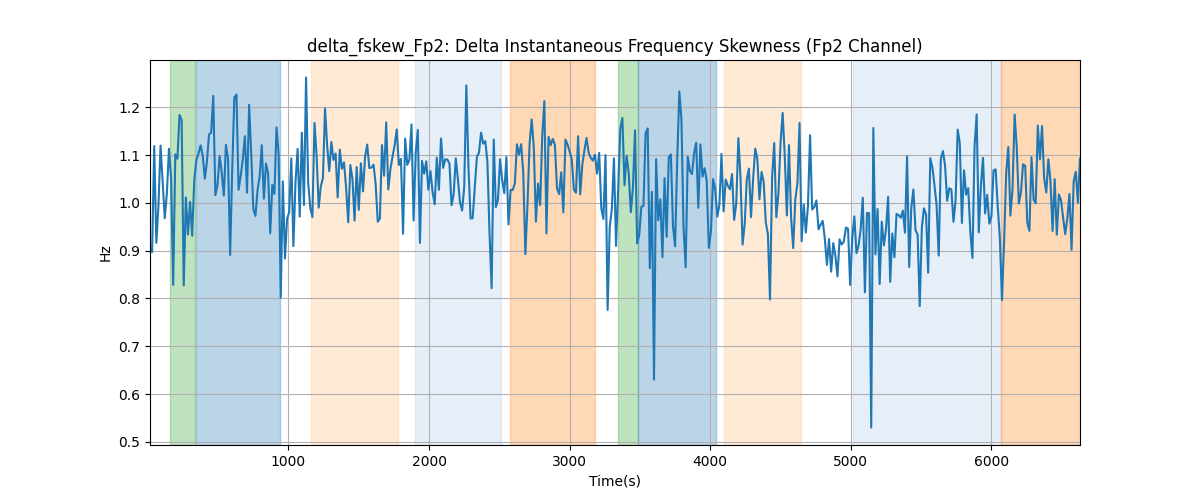 delta_fskew_Fp2: Delta Instantaneous Frequency Skewness (Fp2 Channel)
1.2
1.1
1.0
0.9
0.8
0.7
0.6
0.5
Hz
1000 2000 3000 4000 5000 6000
Time(s)